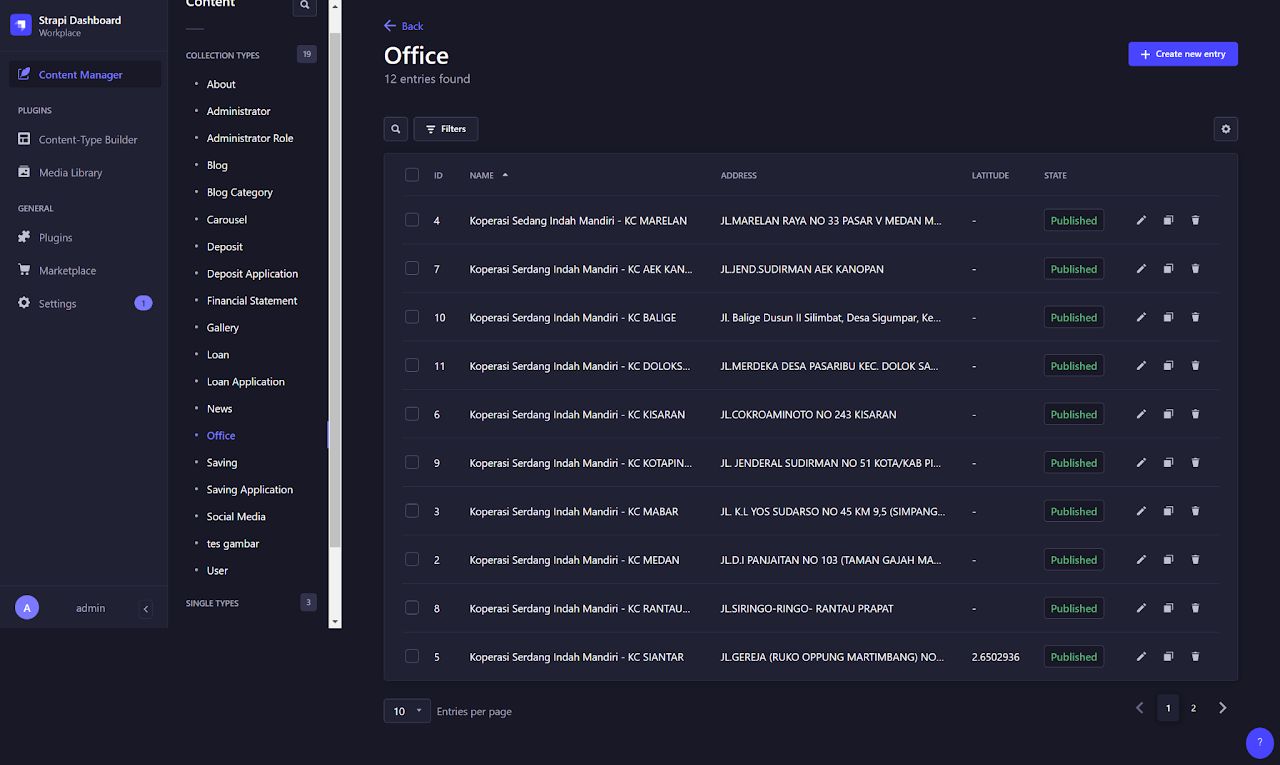 Strapi Dashboard
Workplace
Content Manager
PLUGINS
Content-Type Builder
Media Library
GENERAL
Plugins
Marketplace
Settings 1
A admin
Content
COLLECTION TYPES 19
About
Administrator
Administrator Role
Blog
Blog Category
Carousel
Deposit
Deposit Application
Financial Statement
Gallery
Loan
Loan Application
News
Office
Saving
Saving Application
Social Media
tes gambar
User
SINGLE TYPES 3
Back
Office
12 entries found
Create new entry
Filters
ID NAME ADDRESS LATITUDE STATE
4 Koperasi Sedang Indah Mandiri - KC MARELAN JL.MARELAN RAYA NO 33 PASAR V MEDAN M... - Published
7 Koperasi Serdang Indah Mandiri - KC AEK KAN... JL.JEND.SUDIRMAN AEK KANOPAN - Published
10 Koperasi Serdang Indah Mandiri - KC BALIGE Jl. Balige Dusun II Silimbat, Desa Sigumpar, Ke... - Published
11 Koperasi Serdang Indah Mandiri - KC DOLOKS... JL.MERDEKA DESA PASARIBU KEC. DOLOK SA... - Published
6 Koperasi Serdang Indah Mandiri - KC KISARAN JL.COKROAMINOTO NO 243 KISARAN - Published
9 Koperasi Serdang Indah Mandiri - KC KOTAPIN... JL. JENDERAL SUDIRMAN NO 51 KOTA/KAB PI... - Published
3 Koperasi Serdang Indah Mandiri - KC MABAR JL. K.L YOS SUDARSO NO 45 KM 9,5 (SIMPANG... - Published
2 Koperasi Serdang Indah Mandiri - KC MEDAN JL.D.I PANJAITAN NO 103 (TAMAN GAJAH MA... - Published
8 Koperasi Serdang Indah Mandiri - KC RANTAU... JL.SIRINGO-RINGO- RANTAU PRAPAT - Published
5 Koperasi Serdang Indah Mandiri - KC SIANTAR JL.GEREJA (RUKO OPPUNG MARTIMBANG) NO... 2.6502936 Published
10 Entries per page
1 2
?